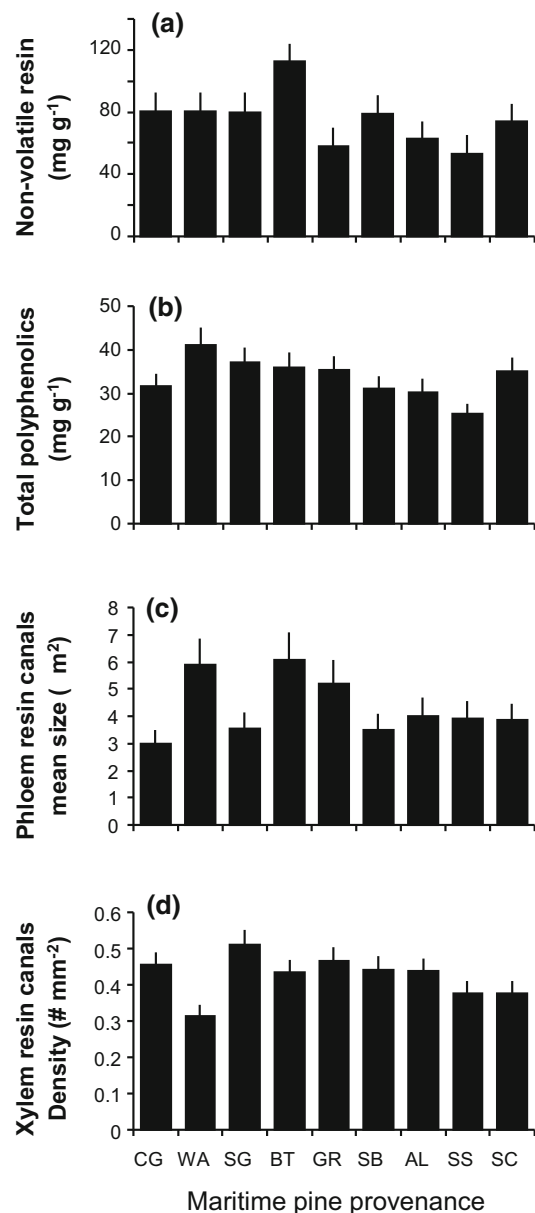 (a)
Non-volatile resin
(mg g-1)
120
80
40
0
(b)
Total polyphenolics
(mg g-1)
50
40
30
20
10
0
(c)
Phloem resin canals
mean size ( m2)
8
7
6
5
4
3
2
1
0
(d)
Xylem resin canals
Density (# mm-2)
0.6
0.5
0.4
0.3
0.2
0.1
0
CG WA SG BT GR SB AL SS SC
Maritime pine provenance